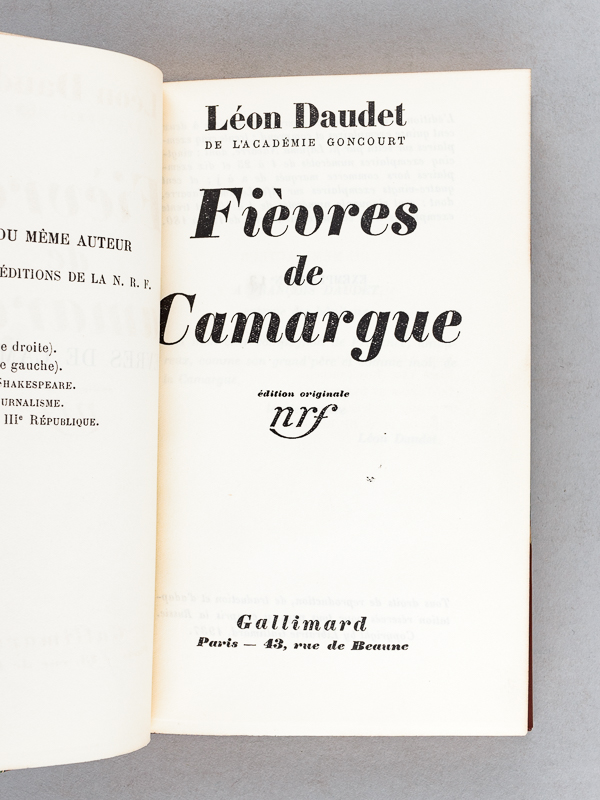 DU MÊME AUTEUR
ÉDITIONS DE LA N. R. F.
e droite).
e gauche).
SHAKESPEARE.
URNALISME.
IIIe RÉPUBLIQUE.
Léon Daudet
DE L'ACADÉMIE GONCOURT
Fièvres
de
Camargue
édition originale
nrf
Gallimard
Paris — 43, rue de Beaune